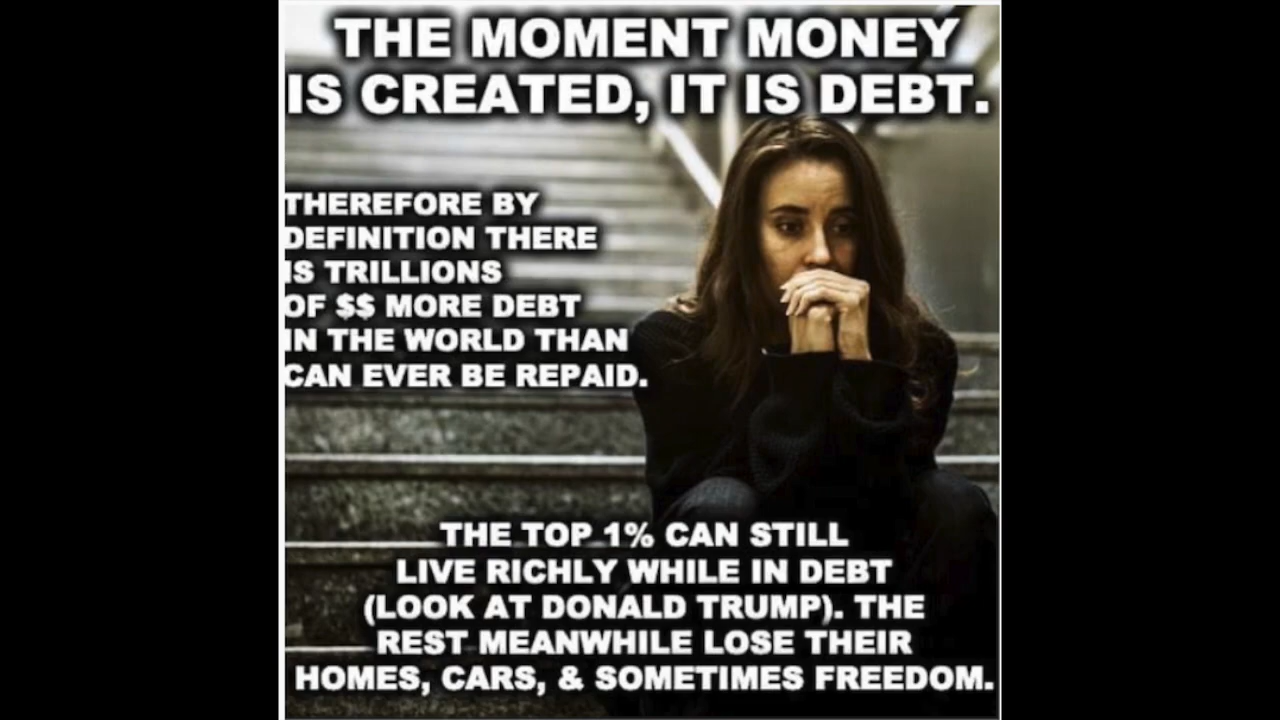 THE MOMENT MONEY
IS CREATED, IT IS DEBT.
THEREFORE BY
DEFINITION THERE
IS TRILLIONS
OF $$ MORE DEBT
IN THE WORLD THAN
CAN EVER BE REPAID.
THE TOP 1% CAN STILL
LIVE RICHLY WHILE IN DEBT
(LOOK AT DONALD TRUMP). THE
REST MEANWHILE LOSE THEIR
HOMES, CARS, & SOMETIMES FREEDOM.